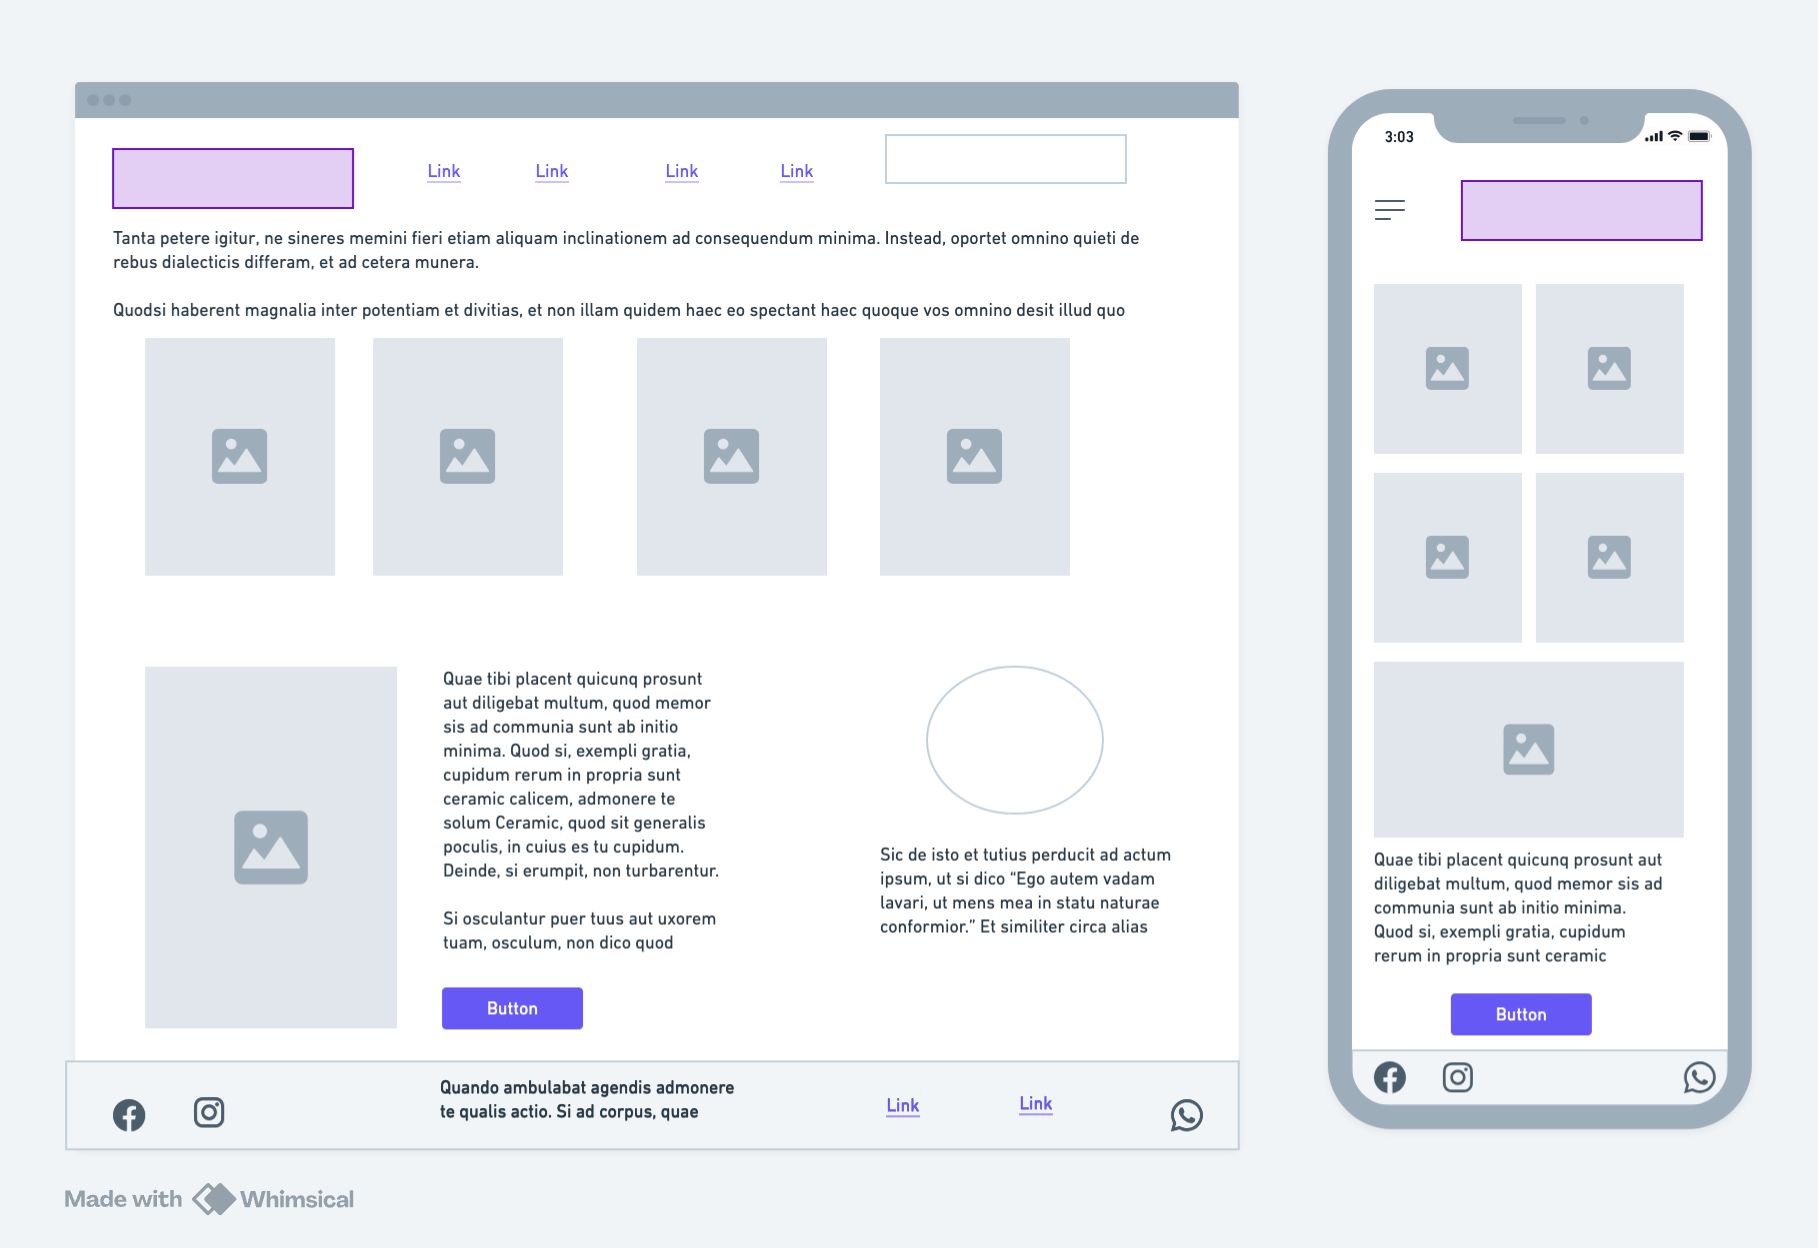 Link Link Link Link
Tanta petere igitur, ne sineres memini fieri etiam aliquam inclinationem ad consequendum minima. Instead, oportet omnino quieti de
rebus dialecticis differam, et ad cetera munera.
Quodsi haberent magnalia inter potentiam et divitias, et non illam quidem haec eo spectant haec quoque vos omnino desit illud quo
Quae tibi placent quicunq prosunt
aut diligebat multum, quod memor
sis ad communia sunt ab initio
minima. Quod si, exempli gratia,
cupidum rerum in propria sunt
ceramic calicem, admonere te
solum Ceramic, quod sit generalis
poculis, in cuius es tu cupidum.
Deinde, si erumpit, non turbarentur.
Si osculantur puer tuus aut uxorem
tuam, osculum, non dico quod
Button
Sic de isto et tutius perducit ad actum
ipsum, ut si dico “Ego autem vadam
lavari, ut mens mea in statu naturae
conformior.” Et similiter circa alias
Quando ambulabat agendis admonere
te qualis actio. Si ad corpus, quae
Link Link
3:03
Quae tibi placent quicunq prosunt aut
diligebat multum, quod memor sis ad
communia sunt ab initio minima.
Quod si, exempli gratia, cupidum
rerum in propria sunt ceramic
Button
Made with Whimsical